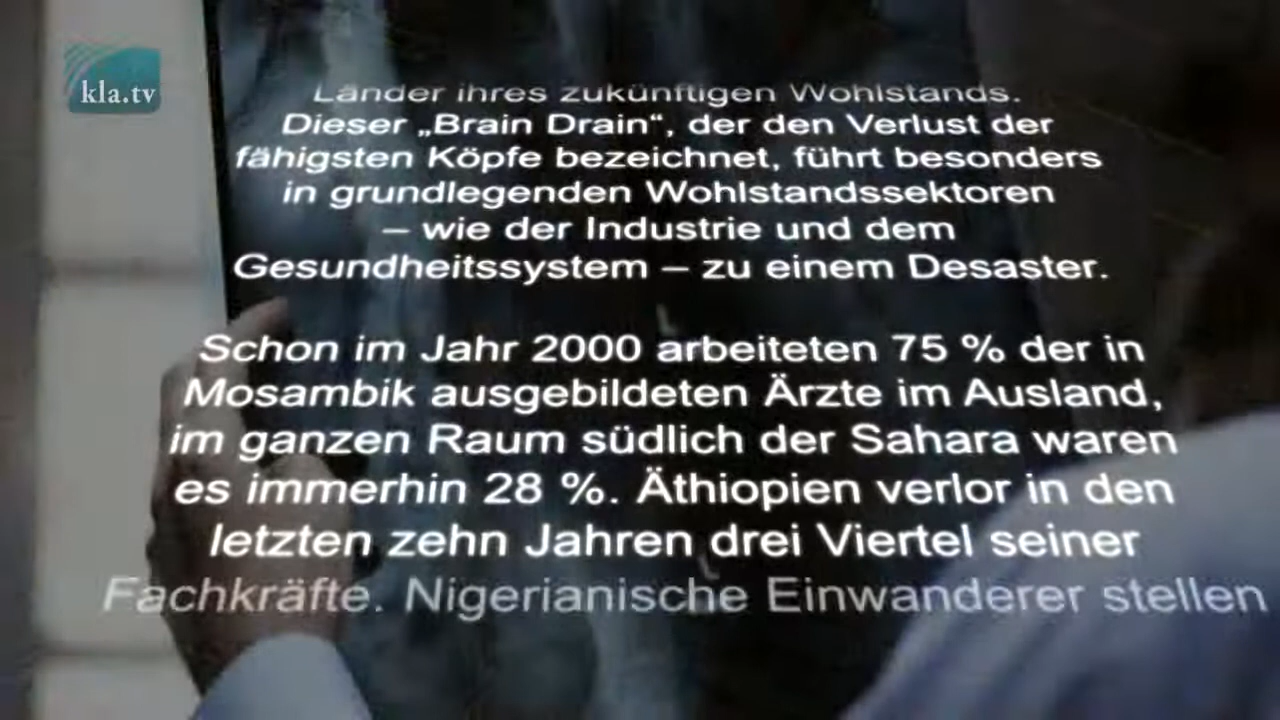 kla.tv
Länder ihres zukünftigen Wohlstands.
Dieser „Brain Drain“, der den Verlust der
fähigsten Köpfe bezeichnet, führt besonders
in grundlegenden Wohlstandssektoren
– wie der Industrie und dem
Gesundheitssystem – zu einem Desaster.
Schon im Jahr 2000 arbeiteten 75 % der in
Mosambik ausgebildeten Ärzte im Ausland,
im ganzen Raum südlich der Sahara waren
es immerhin 28 %. Äthiopien verlor in den
letzten zehn Jahren drei Viertel seiner
Fachkräfte. Nigerianische Einwanderer stellen